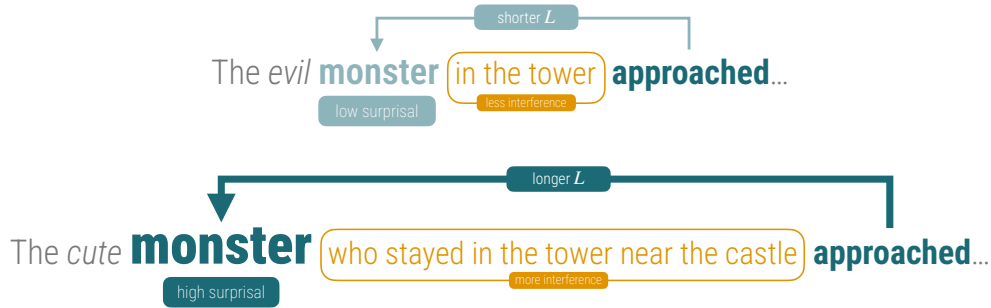 shorter L
The evil monster in the tower approached…
less interference
low surprisal
longer L
The cute monster who stayed in the tower near the castle approached…
more interference
high surprisal